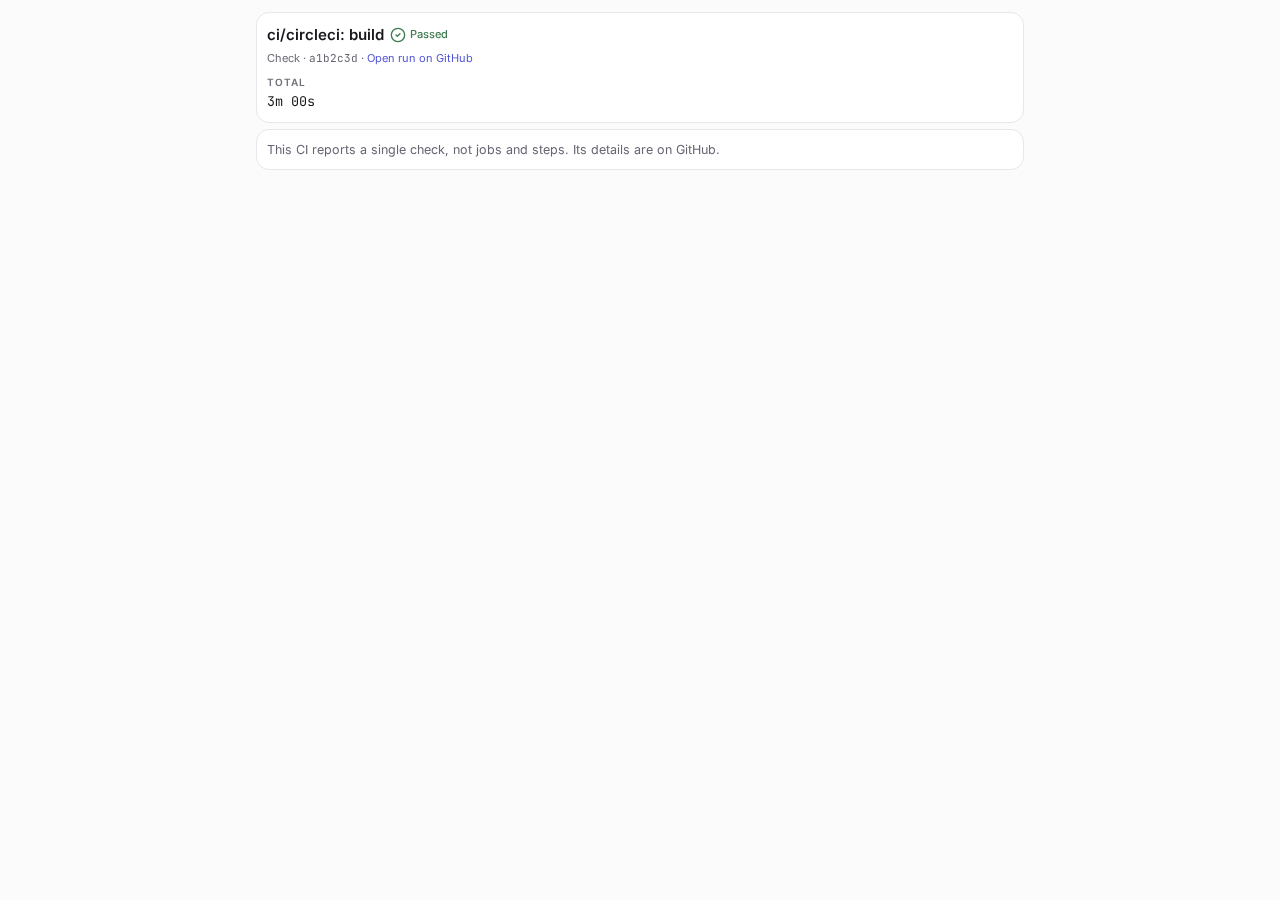 ci/circleci: build Passed
Check · a1b2c3d · Open run on GitHub
TOTAL
3m 00s
This CI reports a single check, not jobs and steps. Its details are on GitHub.